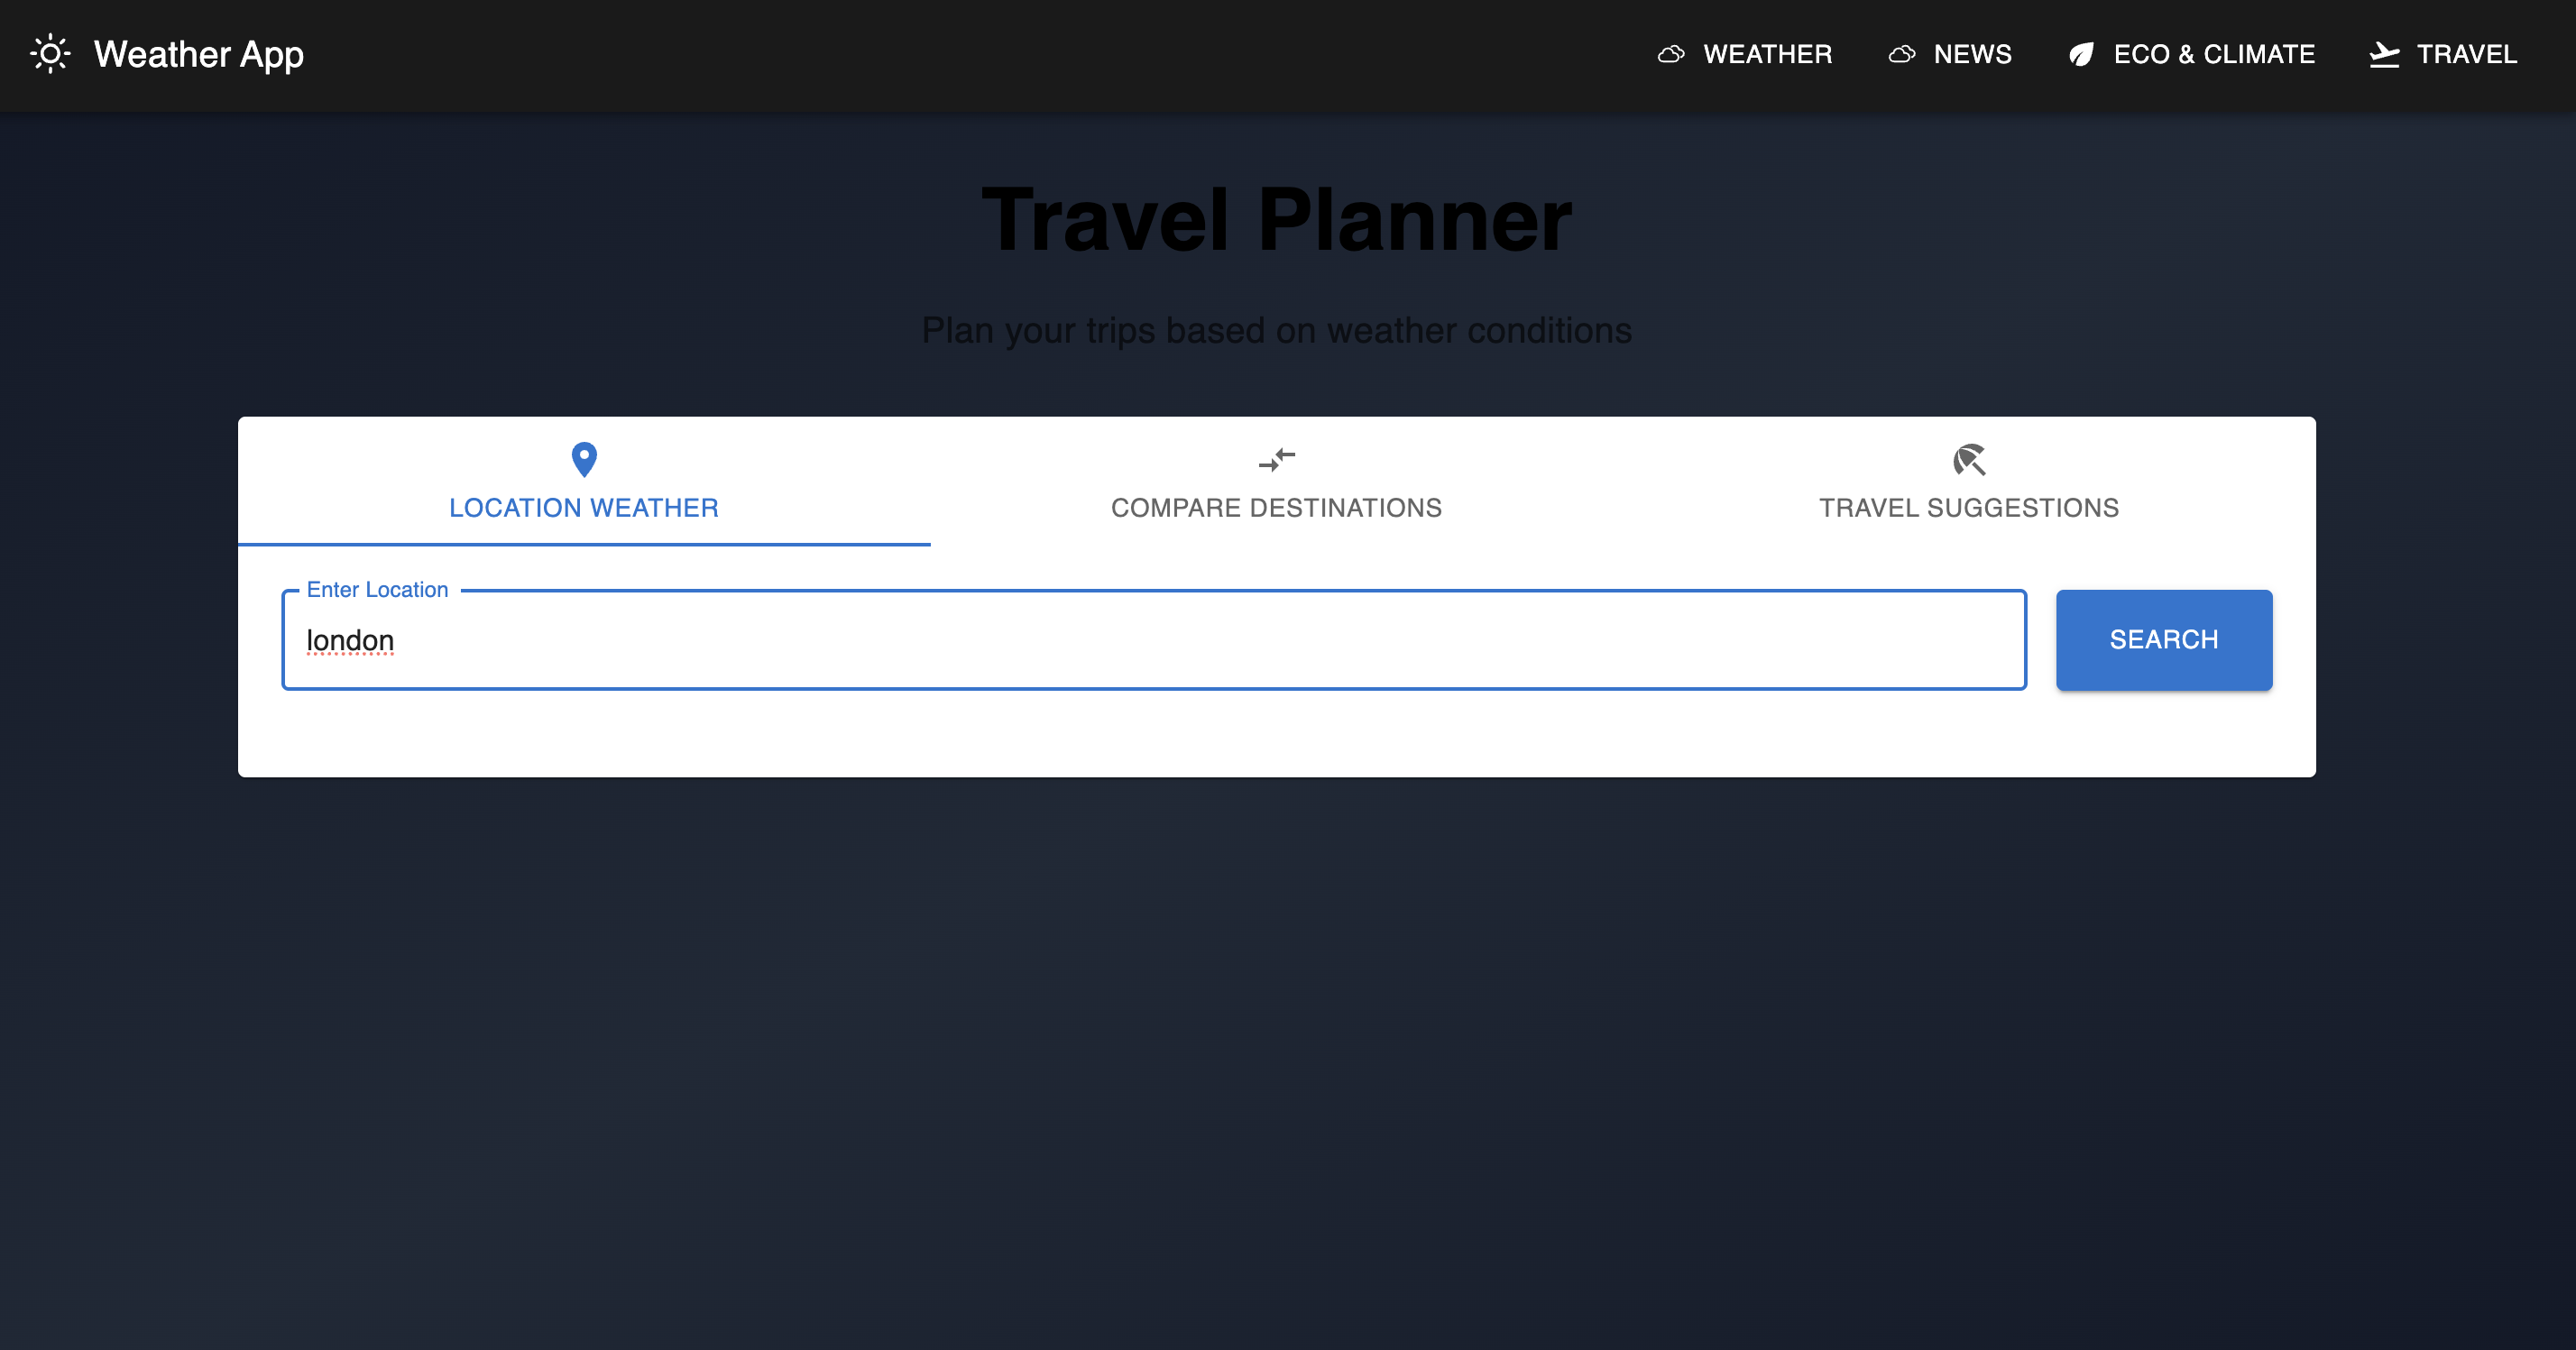 Weather App
WEATHER
NEWS
ECO & CLIMATE
TRAVEL
Travel Planner
Plan your trips based on weather conditions
LOCATION WEATHER
COMPARE DESTINATIONS
TRAVEL SUGGESTIONS
Enter Location
london
SEARCH